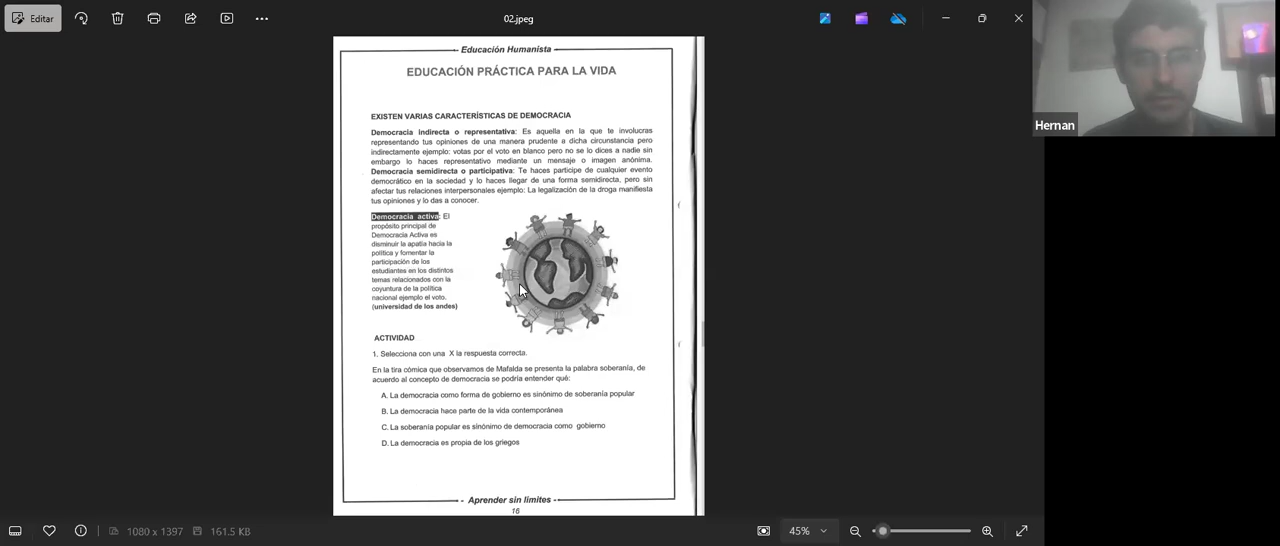 Editar
02.jpeg
Hernan
- Educación Humanista -
EDUCACIÓN PRÁCTICA PARA LA VIDA
EXISTEN VARIAS CARACTERÍSTICAS DE DEMOCRACIA
Democracia indirecta o representativa: Es aquella en la que te involucras
representando tus opiniones de una manera prudente a dicha circunstancia pero
indirectamente ejemplo: votas por el voto en blanco pero no se lo dices a nadie sin
embargo lo haces representativo mediante un mensaje o imagen anónima.
Democracia semidirecta o participativa: Te haces participe de cualquier evento
democrático en la sociedad y lo haces llegar de una forma semidirecta, pero sin
afectar tus relaciones interpersonales ejemplo: La legalización de la droga manifiesta
tus opiniones y lo das a conocer.
Democracia activa: El
propósito principal de
Democracia Activa es
disminuir la apatía hacia la
política y fomentar la
participación de los
estudiantes en los distintos
temas relacionados con la
coyuntura de la política
nacional ejemplo el voto.
(universidad de los andes)
ACTIVIDAD
1. Selecciona con una X la respuesta correcta.
En la tira cómica que observamos de Mafalda se presenta la palabra soberanía, de
acuerdo al concepto de democracia se podría entender qué:
A. La democracia como forma de gobierno es sinónimo de soberanía popular
B. La democracia hace parte de la vida contemporánea
C. La soberanía popular es sinónimo de democracia como gobierno
D. La democracia es propia de los griegos
- Aprender sin limites -
16
1080 x 1397
161.5 KB
45%